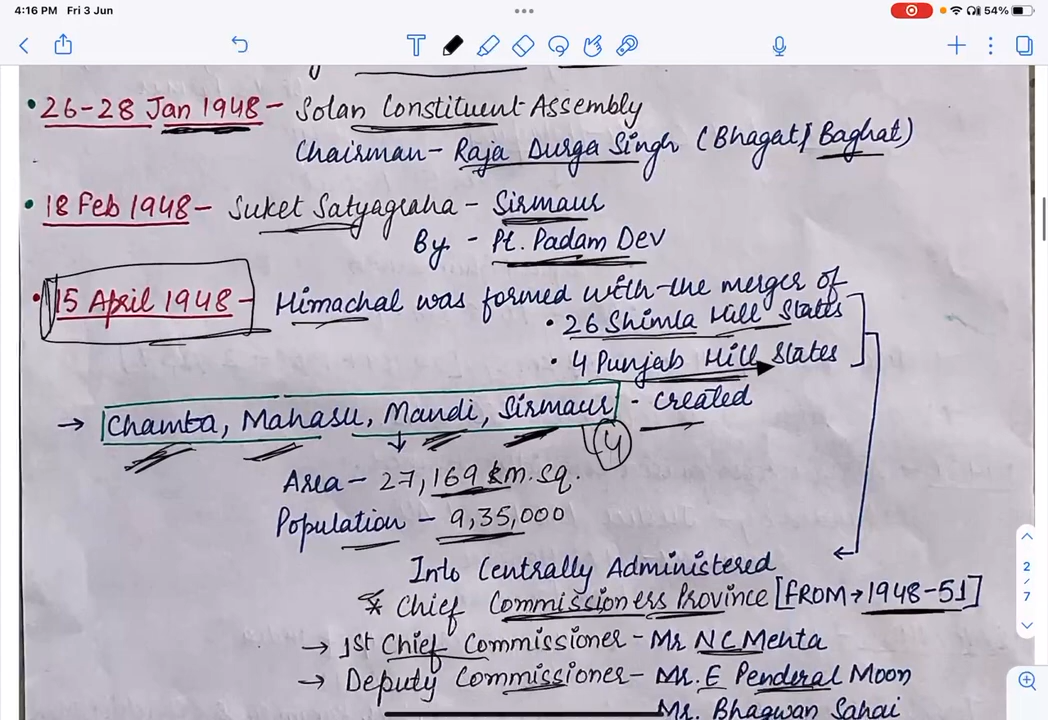 4:16 PM Fri 3 Jun
54%
T
• 26-28 Jan 1948 - Solan Constituent Assembly
Chairman - Raja Durga Singh (Bhagat / Baghat)
• 18 Feb 1948 - Suket Satyagraha - Sirmaur
By - Pt. Padam Dev
• 15 April 1948 - Himachal was formed with the merger of
• 26 Shimla Hill States
• 4 Punjab Hill States
→ Chamba, Mahasu, Mandi, Sirmaur - created
4
Area - 27,169 km.sq.
Population - 9,35,000
Into Centrally Administered
* Chief Commissioners Province [FROM → 1948-51]
→ 1st Chief Commissioner - Mr NC Mehta
→ Deputy Commissioner - Mr. E Penderal Moon
Mr. Bhagwan Sahai
2
/
7